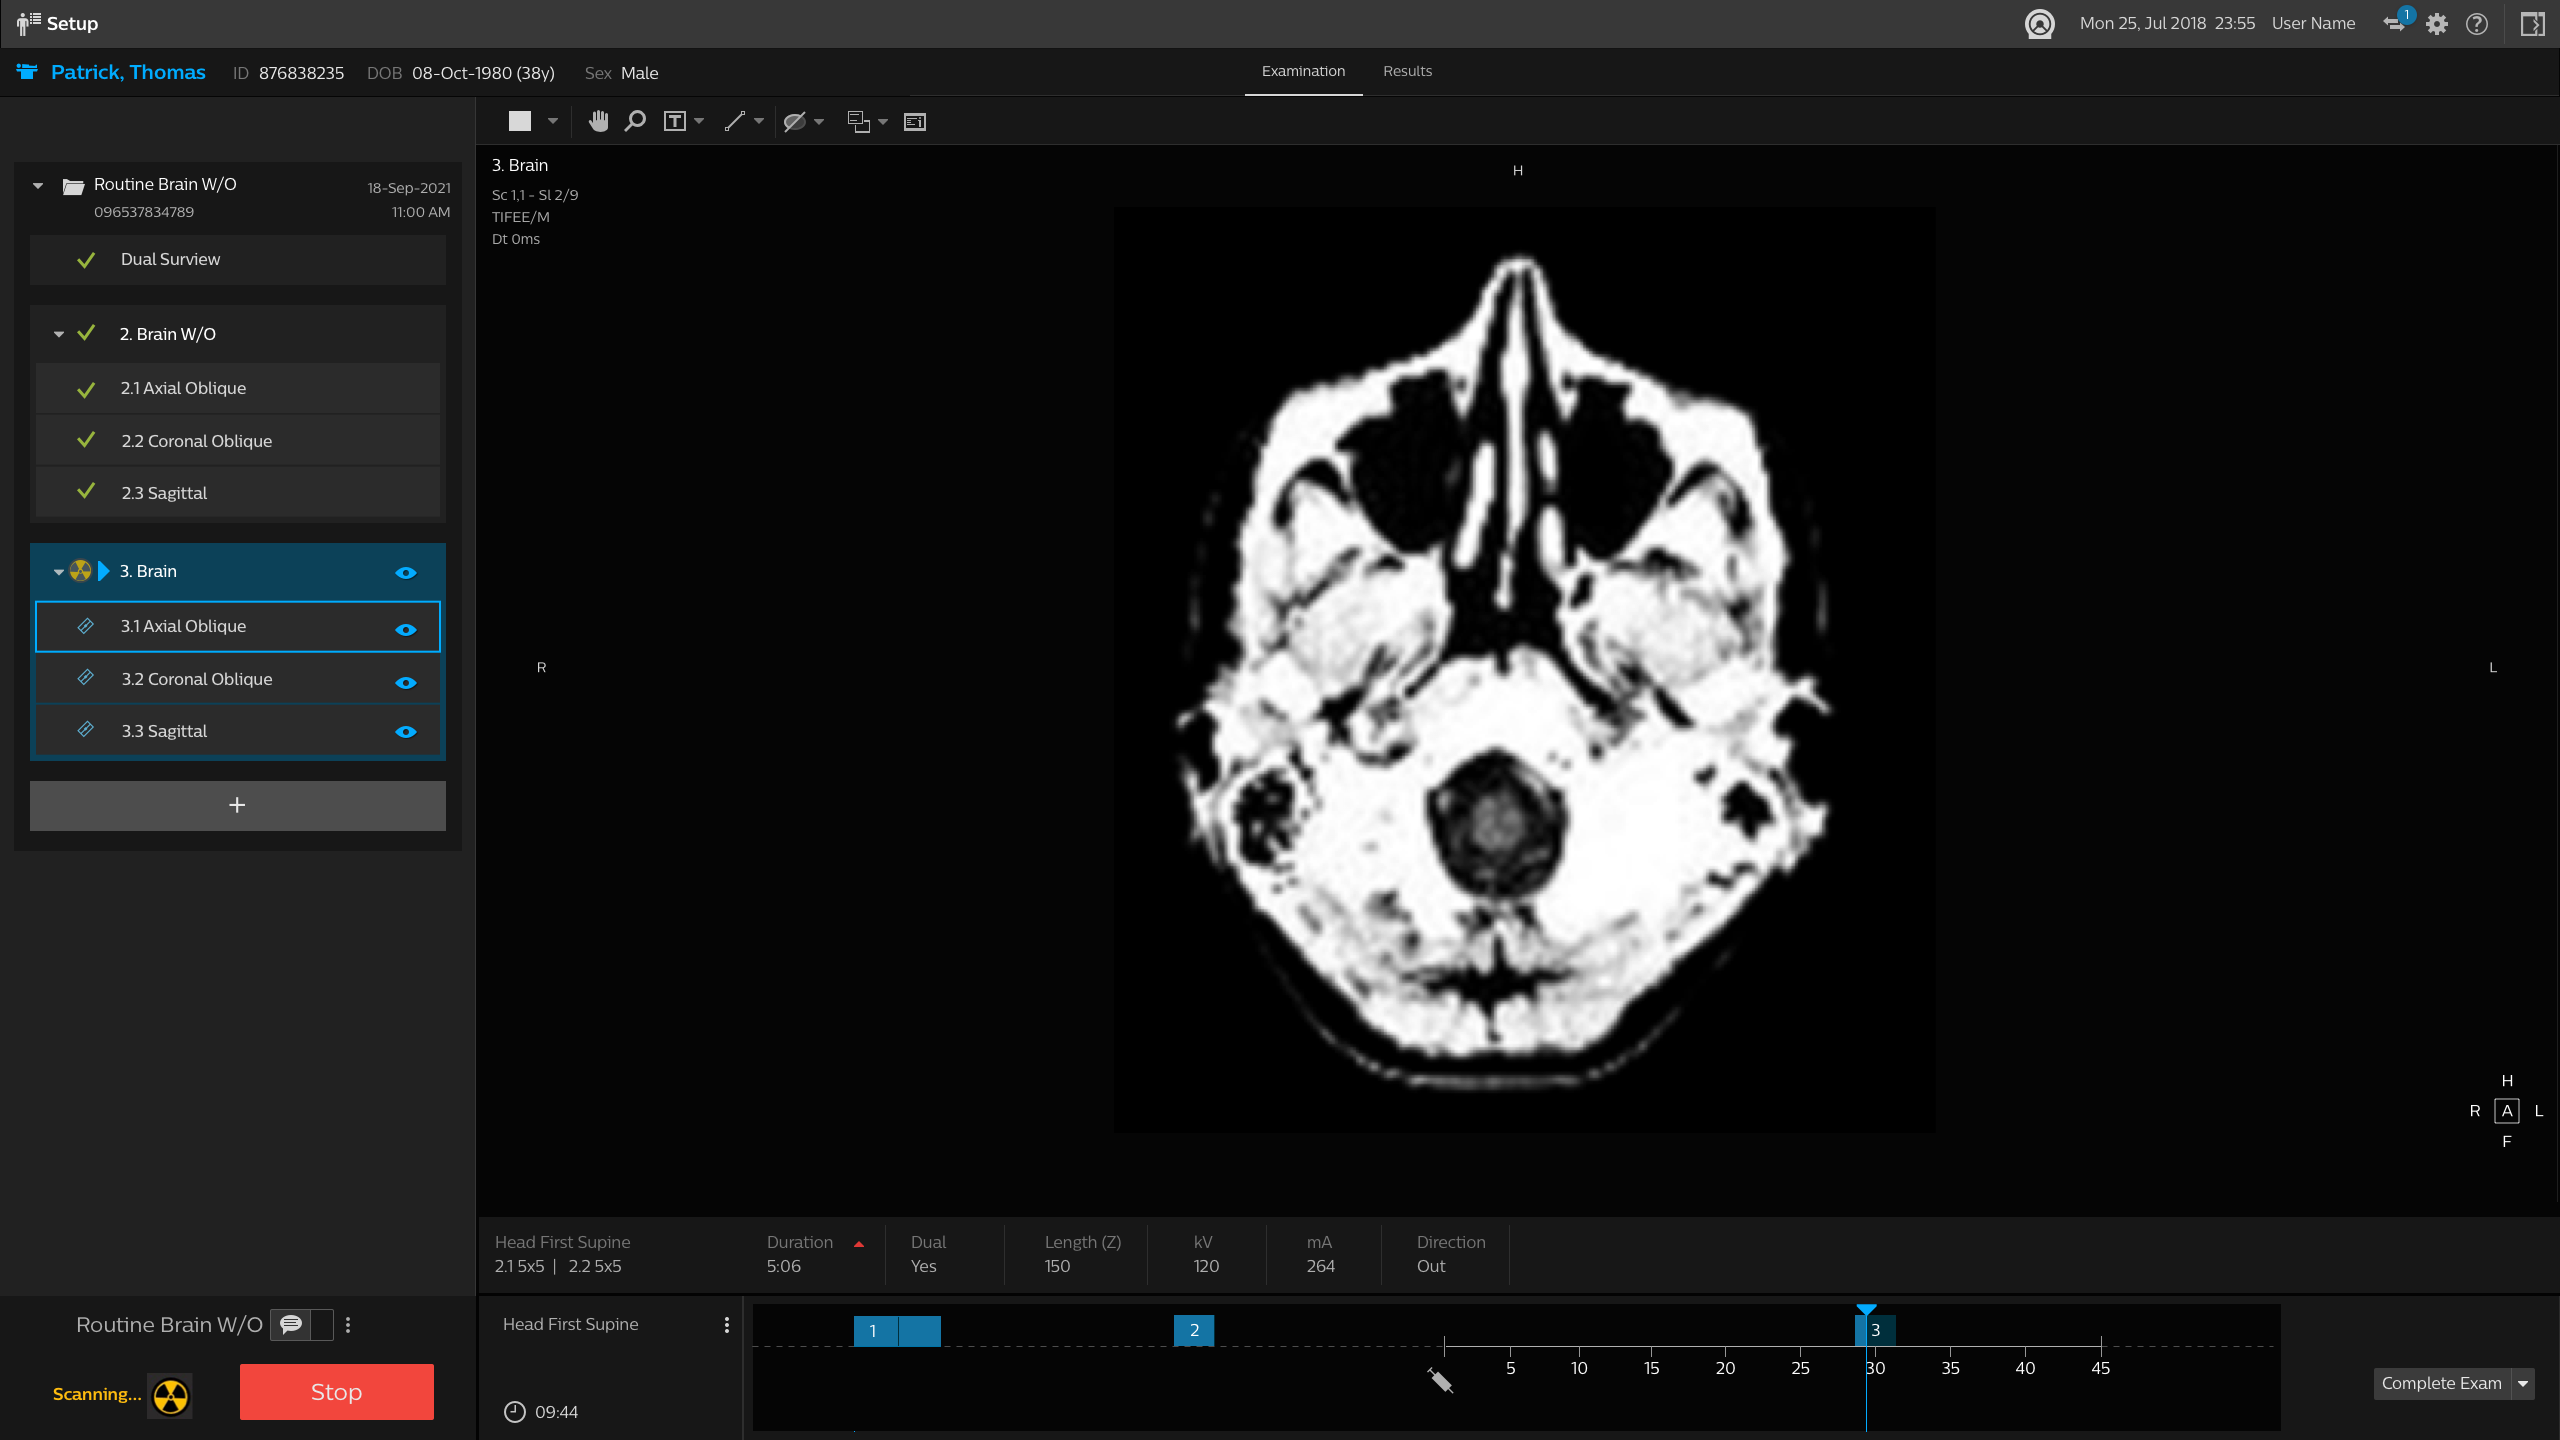 Setup
Mon 25, Jul 2018 23:55 User Name 1
Patrick, Thomas ID 876838235 DOB 08-Oct-1980 (38y) Sex Male
Examination Results
T
Routine Brain W/O 18-Sep-2021
096537834789 11:00 AM
Dual Surview
2. Brain W/O
2.1 Axial Oblique
2.2 Coronal Oblique
2.3 Sagittal
3. Brain
3.1 Axial Oblique
3.2 Coronal Oblique
3.3 Sagittal
+
3. Brain
Sc 1,1 - Sl 2/9
TIFEE/M
Dt 0ms
H
R
L
H
R A L
F
Head First Supine
2.1 5x5 | 2.2 5x5
Duration
5:06
Dual
Yes
Length (Z)
150
kV
120
mA
264
Direction
Out
Routine Brain W/O
Scanning...
Stop
Head First Supine
09:44
1 2 3
5 10 15 20 25 30 35 40 45
Complete Exam